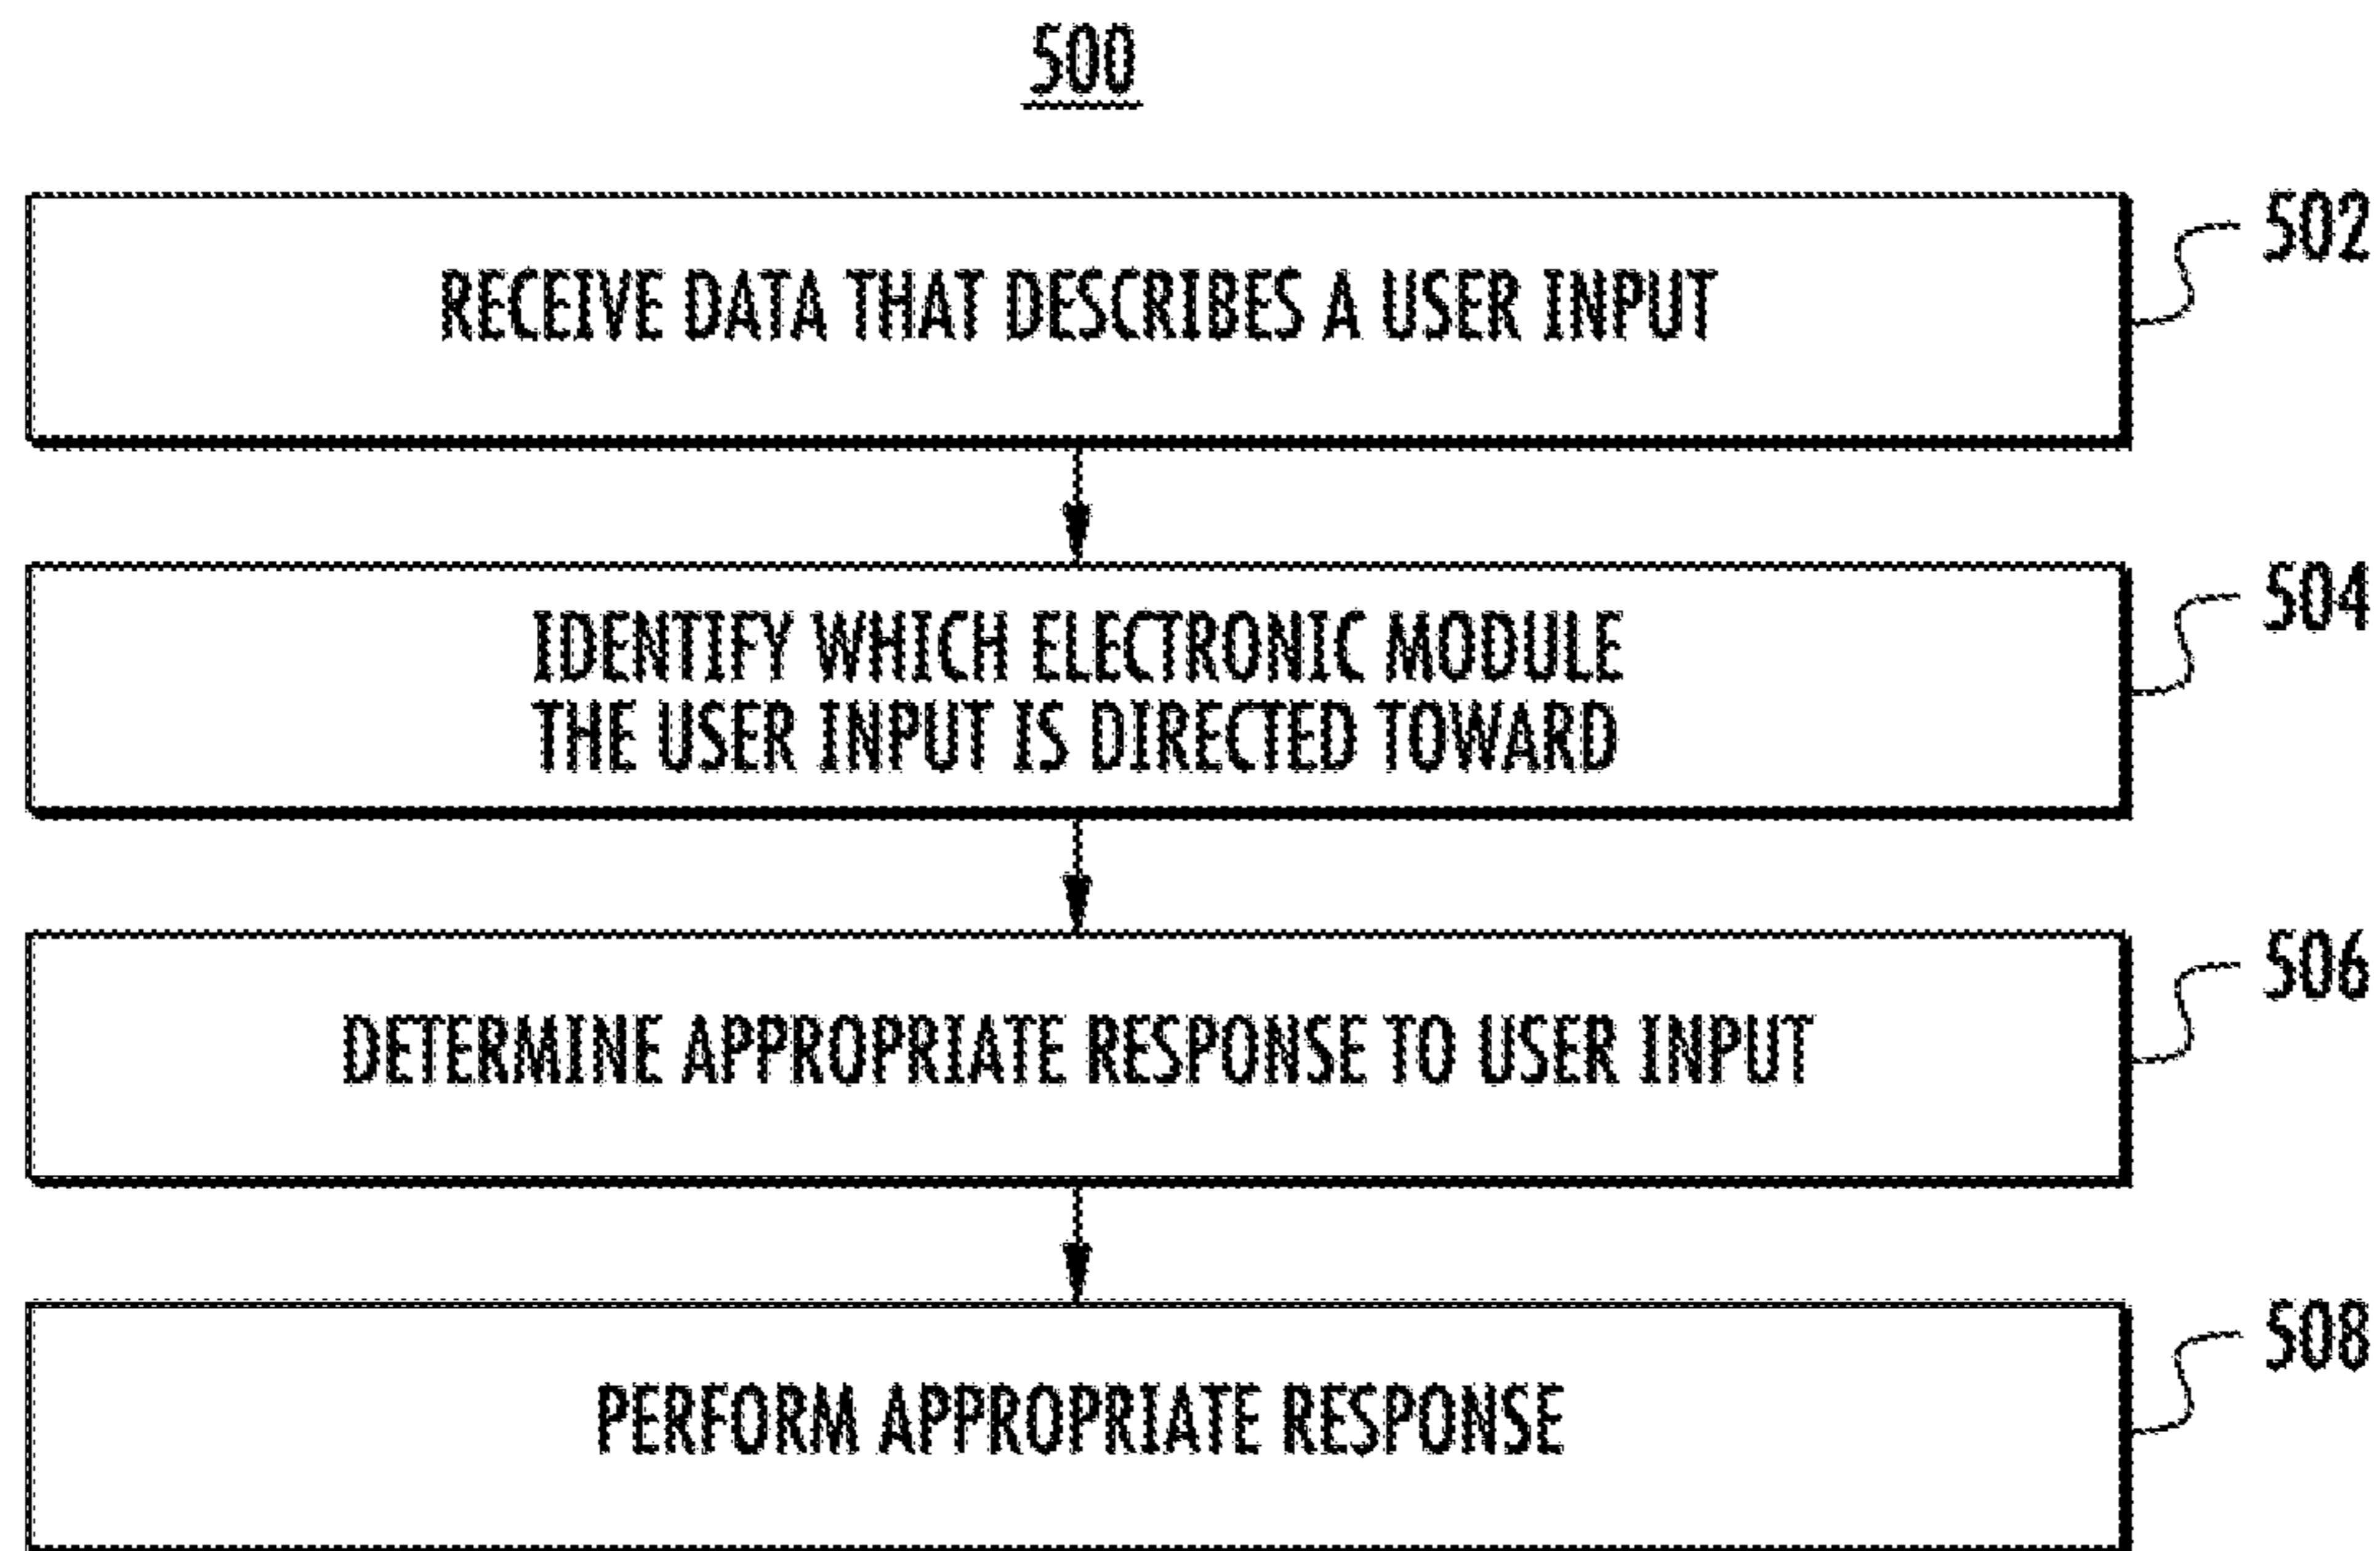 500
RECEIVE DATA THAT DESCRIBES A USER INPUT
502
IDENTIFY WHICH ELECTRONIC MODULE
THE USER INPUT IS DIRECTED TOWARD
504
DETERMINE APPROPRIATE RESPONSE TO USER INPUT
506
PERFORM APPROPRIATE RESPONSE
508